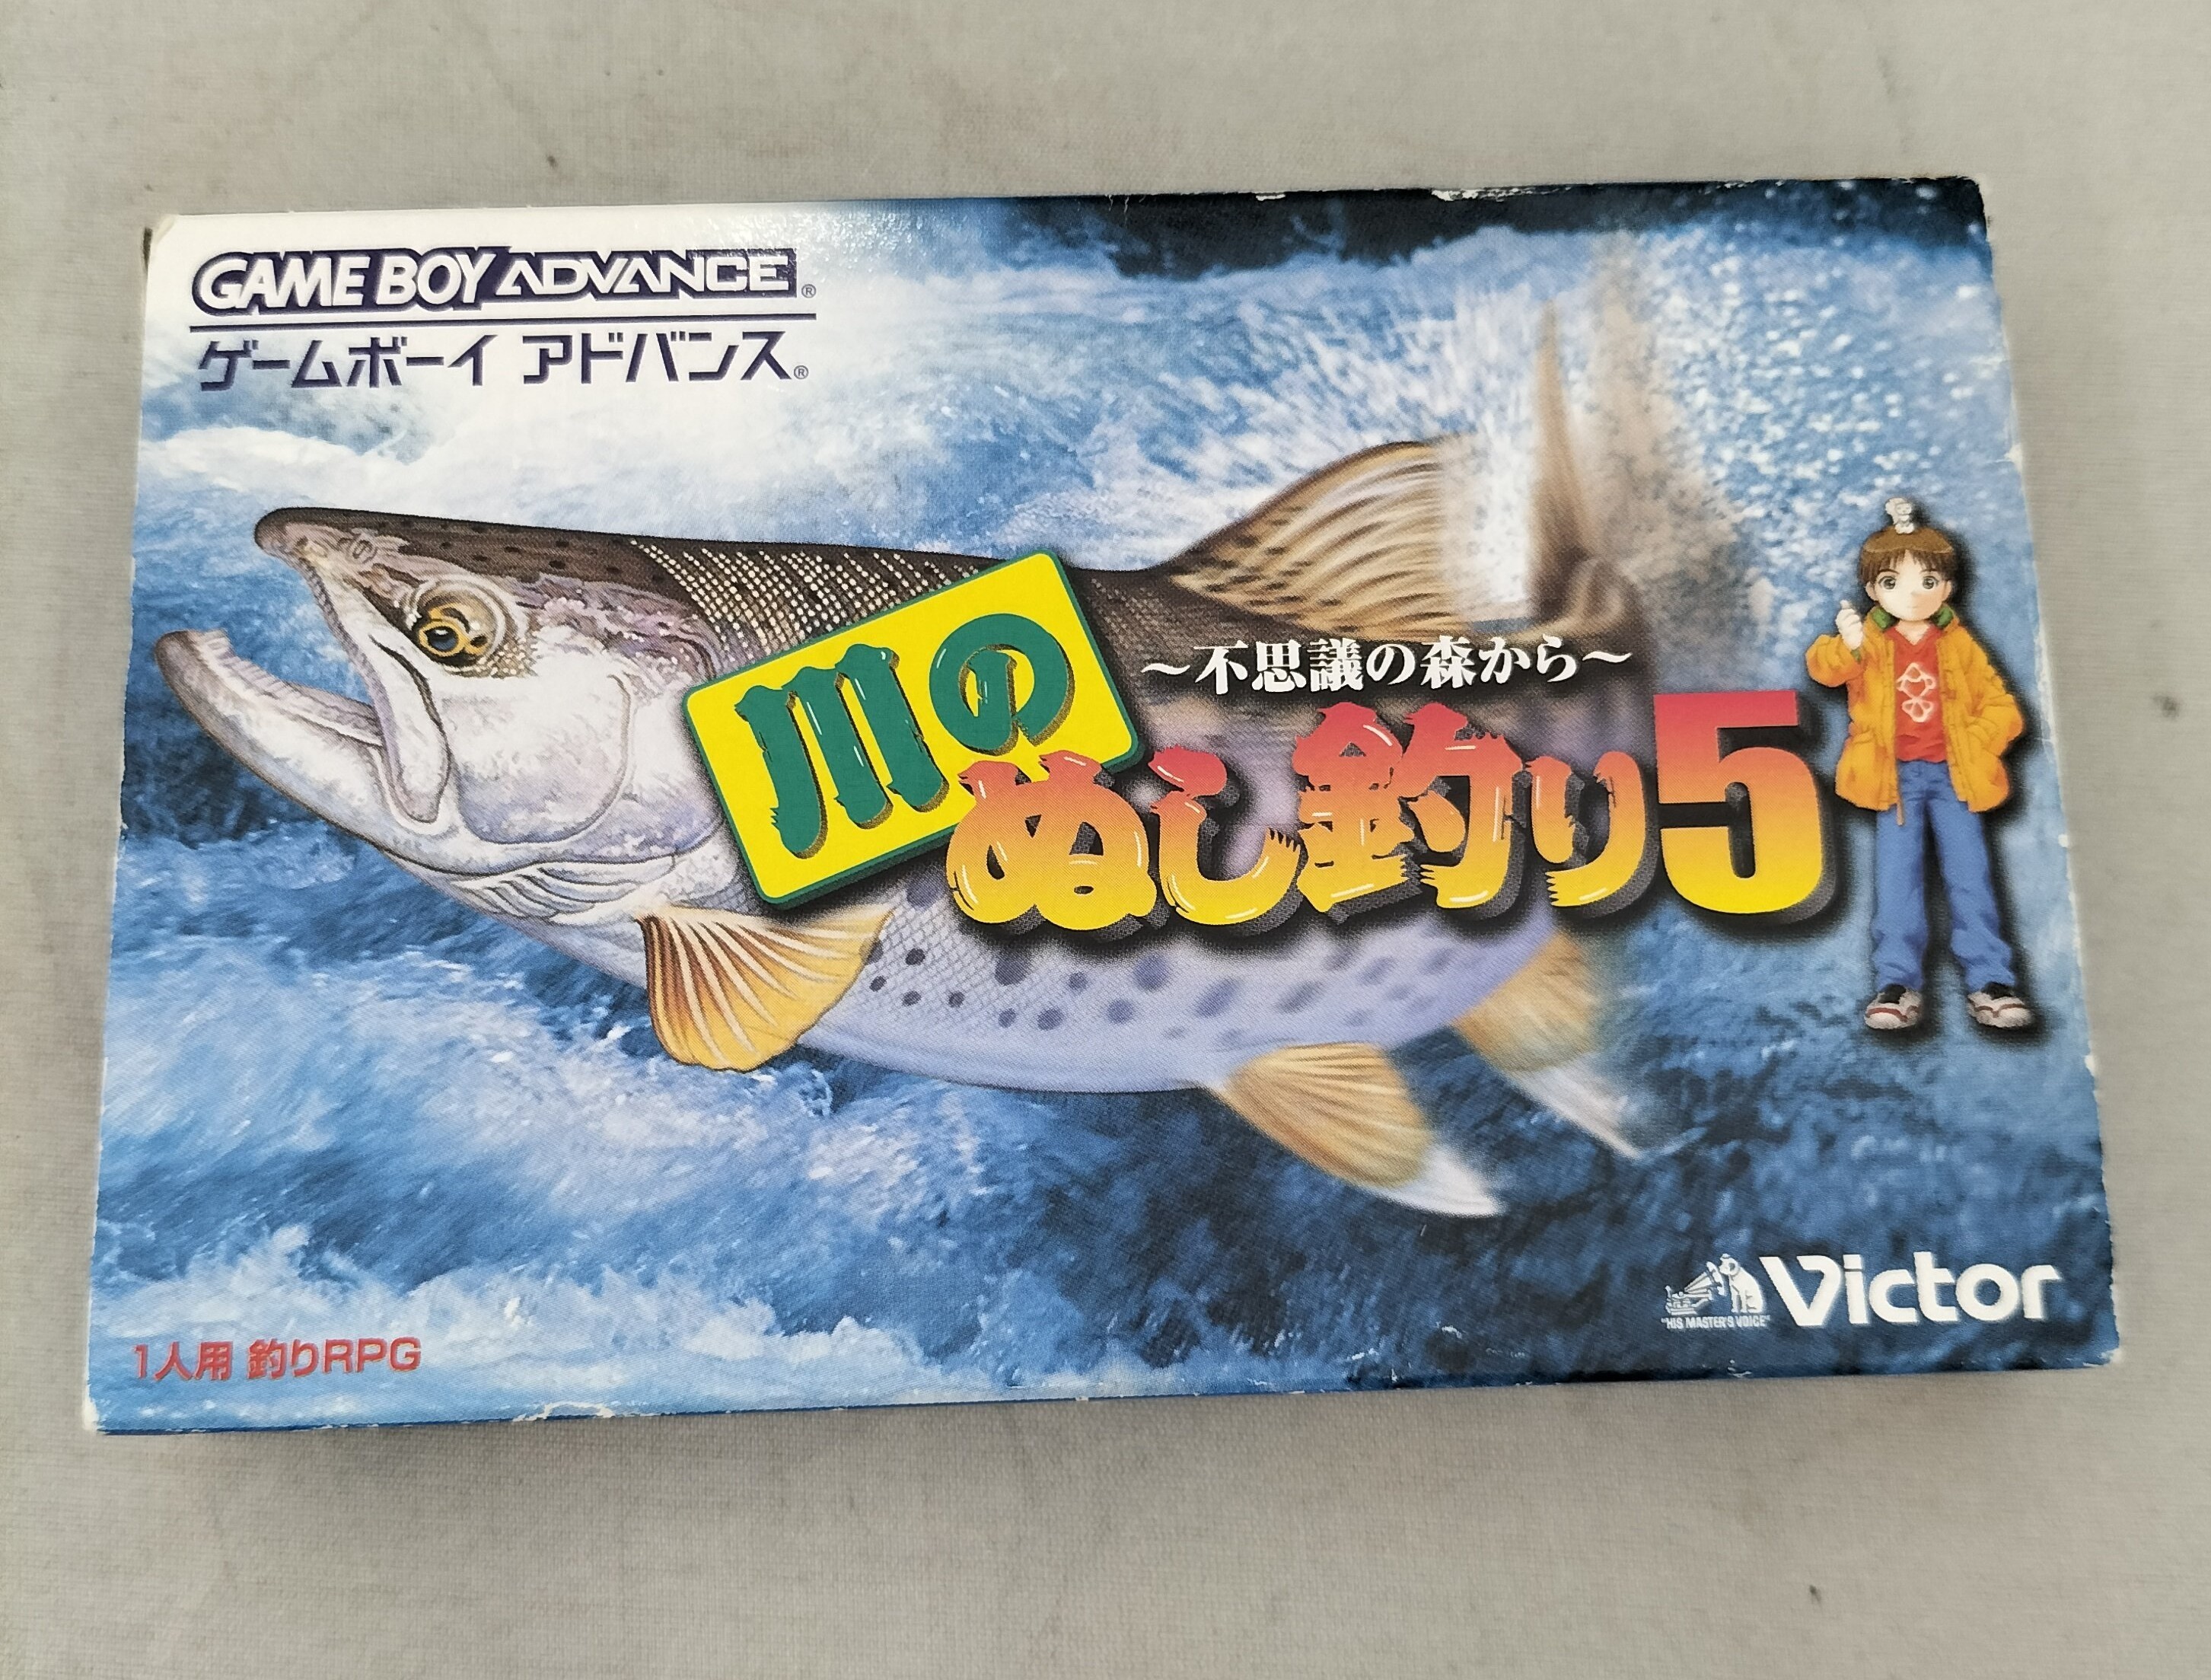 GAME BOY ADVANCE®
ゲームボーイ アドバンス®
～不思議の森から～
川の
ぬし釣り5
"HIS MASTER'S VOICE"
Victor
1人用 釣りRPG